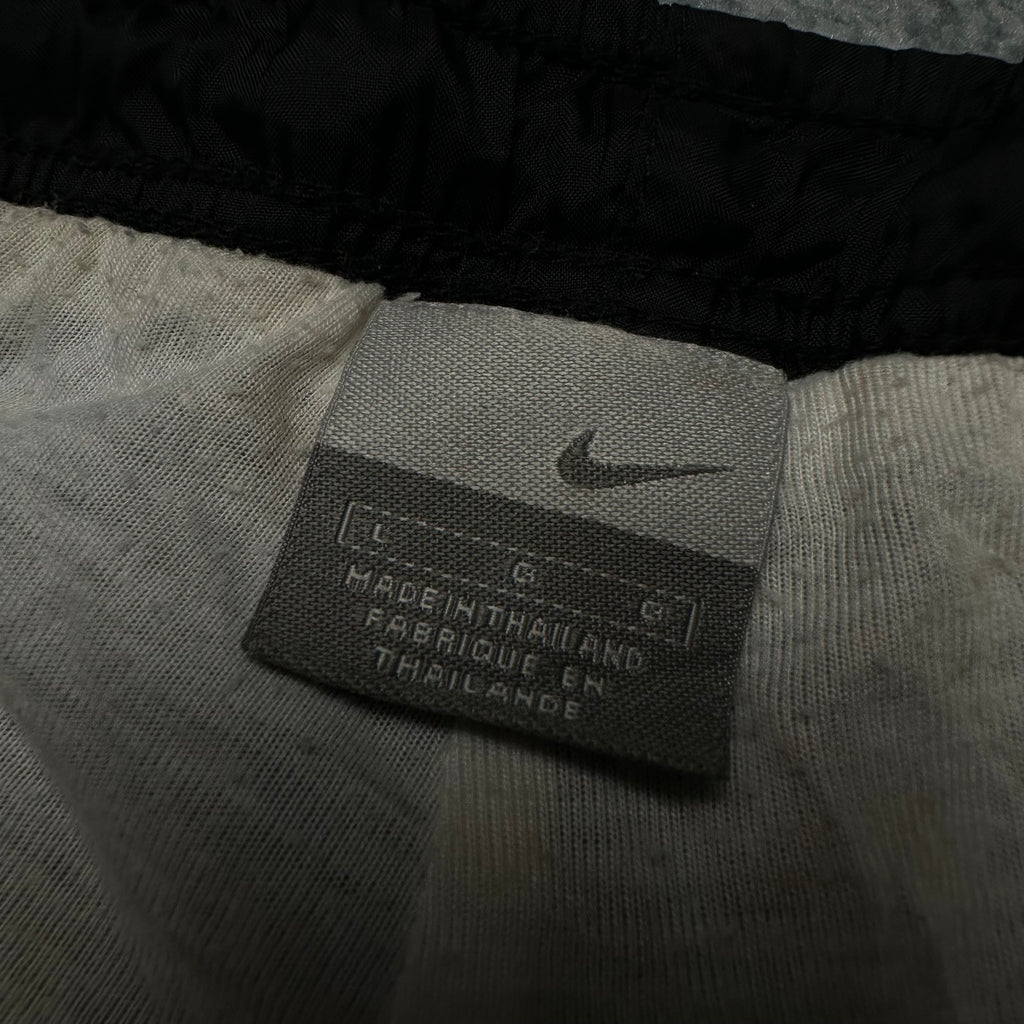 L G G
MADE IN THAILAND
FABRIQUE EN
THAILANDE